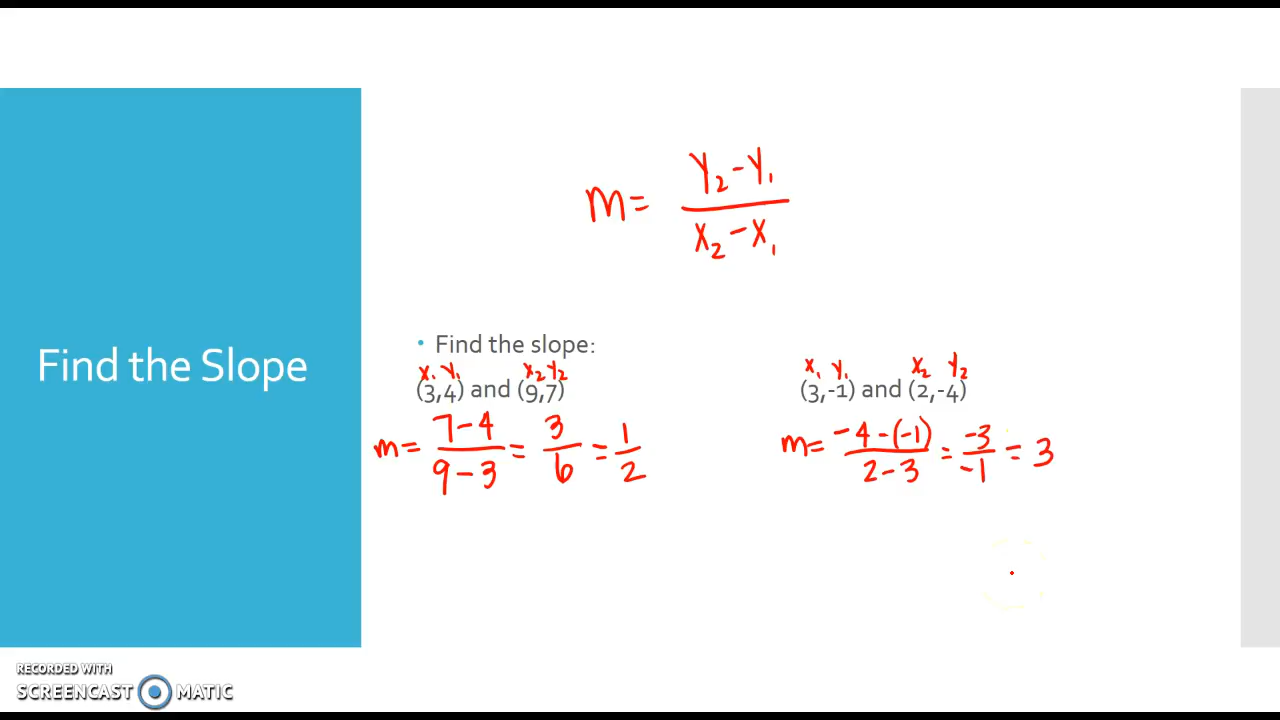 m = y₂ - y₁ / x₂ - x₁
Find the Slope
• Find the slope:
x₁ y₁ x₂ y₂
(3,4) and (9,7)
m = 7 - 4 / 9 - 3 = 3 / 6 = 1 / 2
x₁ y₁ x₂ y₂
(3,-1) and (2,-4)
m = -4 - (-1) / 2 - 3 = -3 / -1 = 3
RECORDED WITH
SCREENCAST MATIC